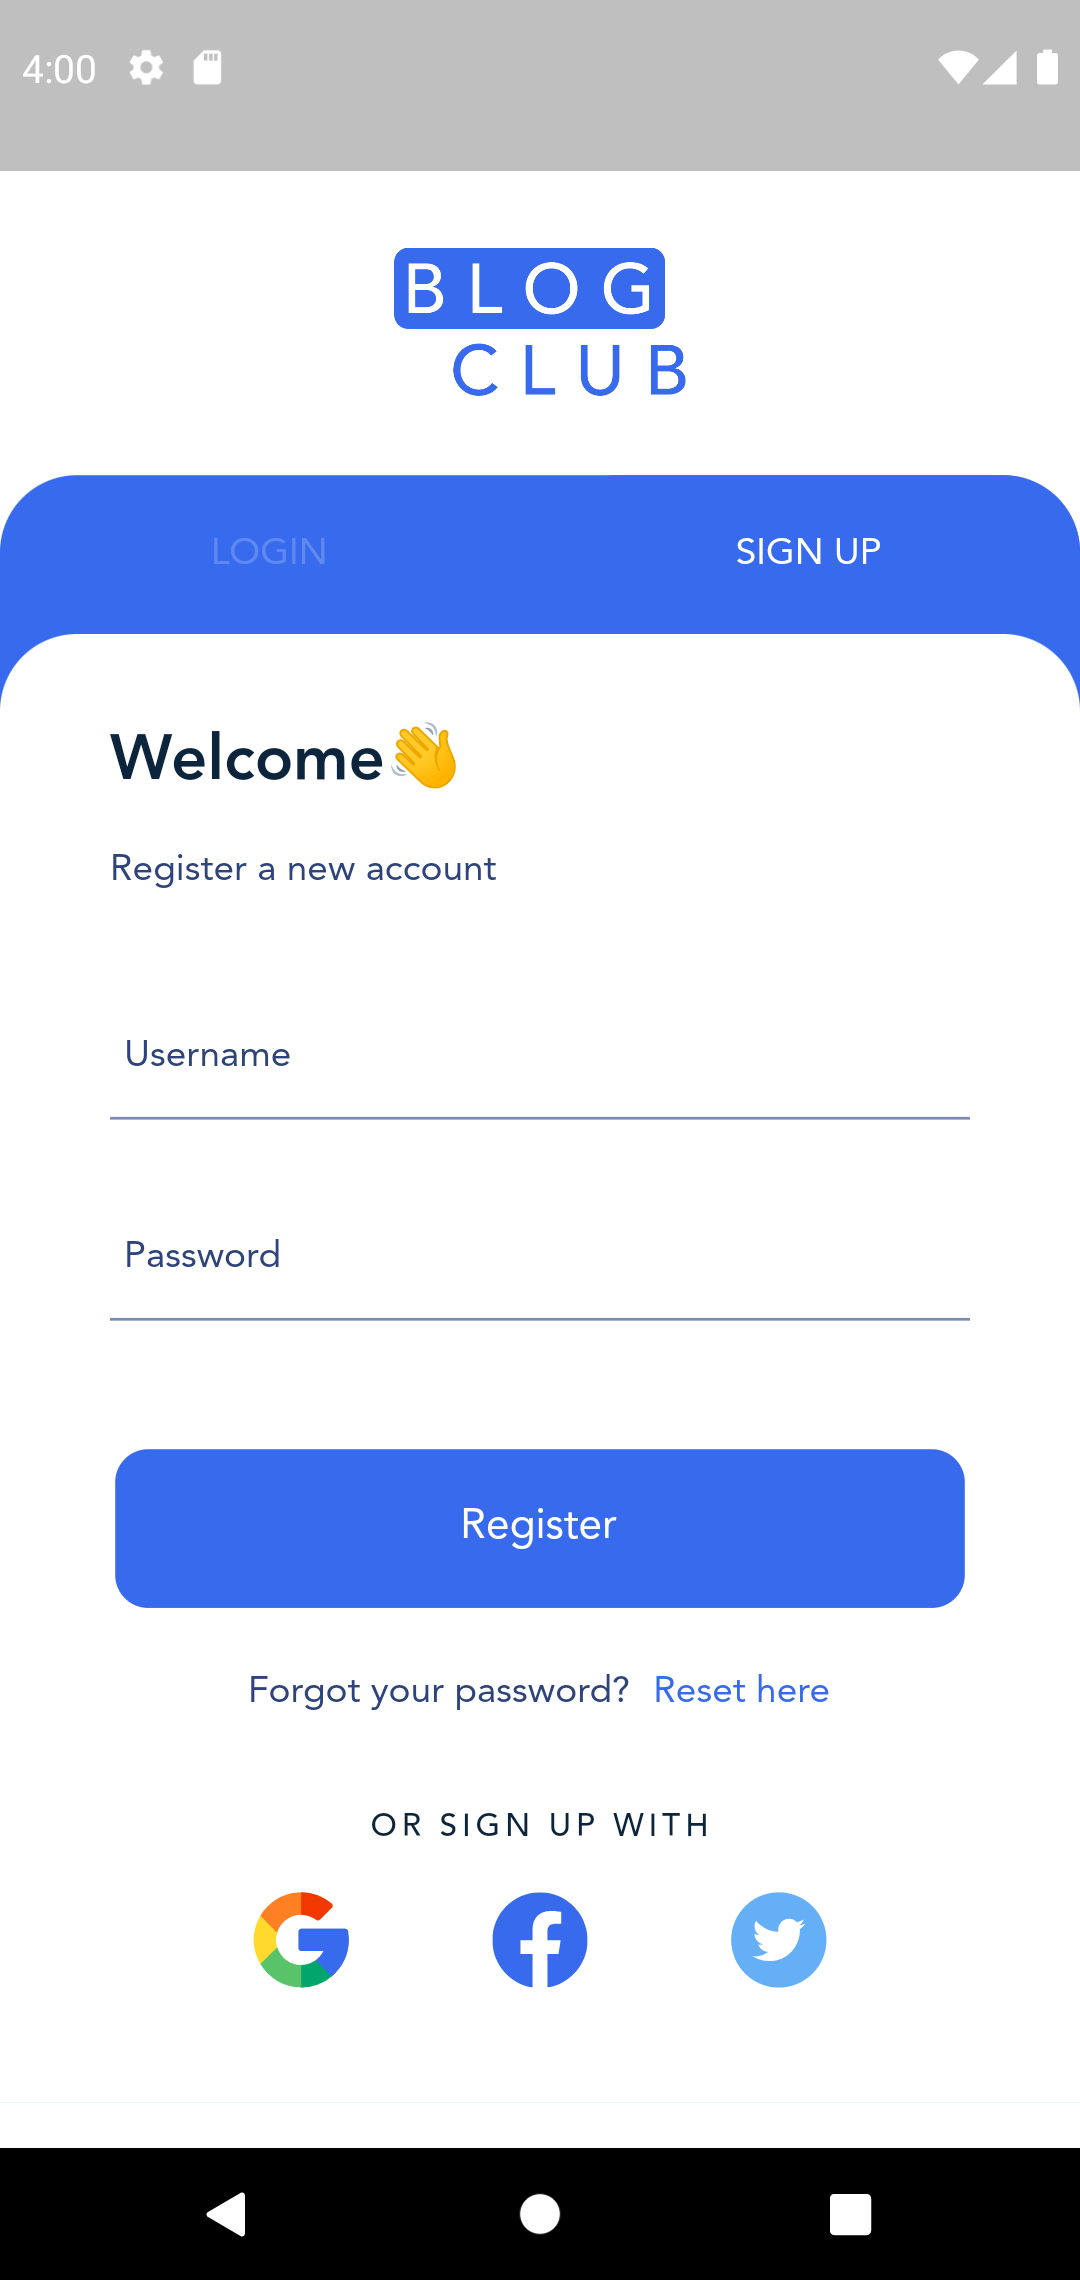 4:00
BLOG
CLUB
LOGIN SIGN UP
Welcome👋
Register a new account
Username
Password
Register
Forgot your password? Reset here
OR SIGN UP WITH